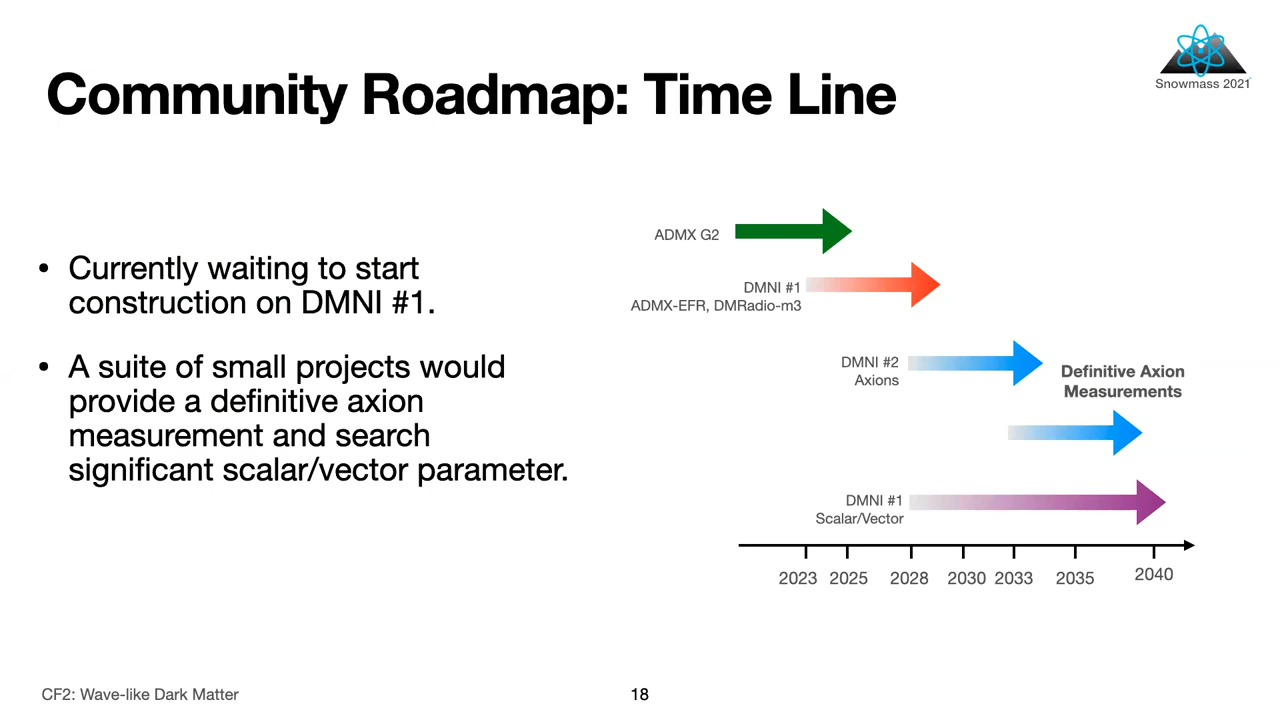 Snowmass 2021
Community Roadmap: Time Line
• Currently waiting to start
construction on DMNI #1.
• A suite of small projects would
provide a definitive axion
measurement and search
significant scalar/vector parameter.
ADMX G2
DMNI #1
ADMX-EFR, DMRadio-m3
DMNI #2
Axions
Definitive Axion
Measurements
DMNI #1
Scalar/Vector
2023 2025 2028 2030 2033 2035 2040
CF2: Wave-like Dark Matter
18